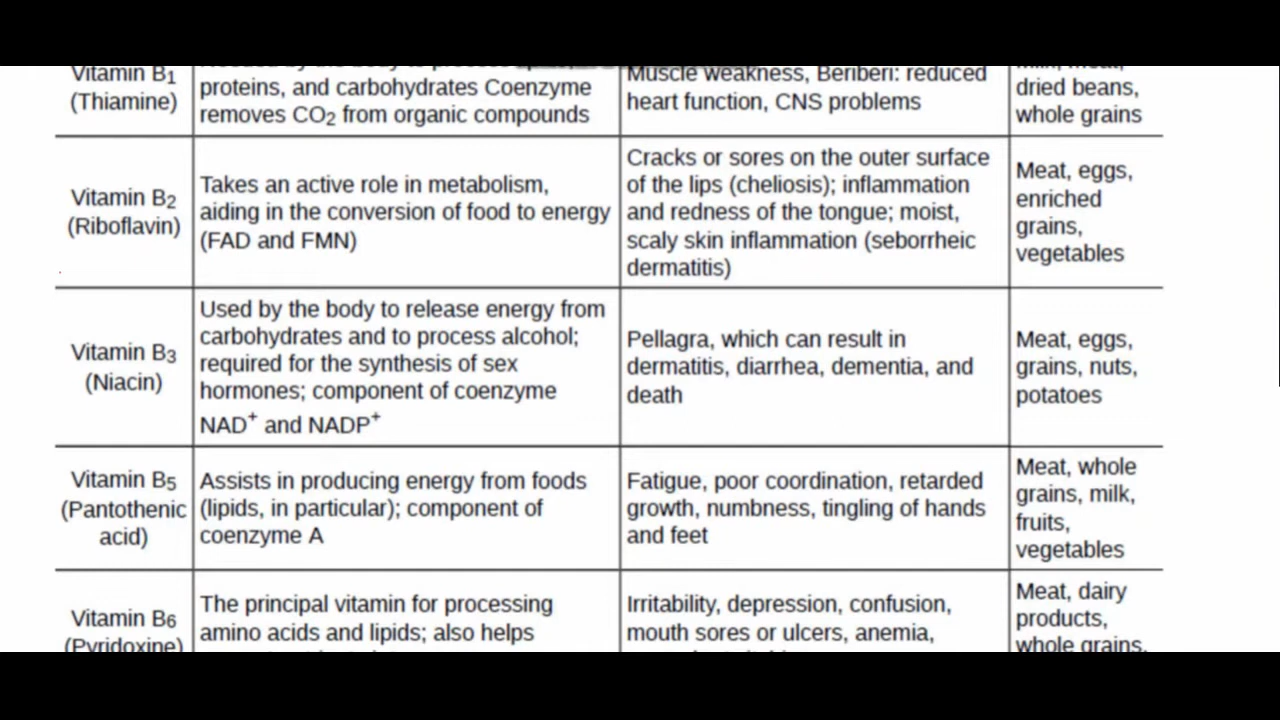 Vitamin B1
(Thiamine)
proteins, and carbohydrates Coenzyme
removes CO2 from organic compounds
Muscle weakness, Beriberi: reduced
heart function, CNS problems
dried beans,
whole grains
Vitamin B2
(Riboflavin)
Takes an active role in metabolism,
aiding in the conversion of food to energy
(FAD and FMN)
Cracks or sores on the outer surface
of the lips (cheliosis); inflammation
and redness of the tongue; moist,
scaly skin inflammation (seborrheic
dermatitis)
Meat, eggs,
enriched
grains,
vegetables
Vitamin B3
(Niacin)
Used by the body to release energy from
carbohydrates and to process alcohol;
required for the synthesis of sex
hormones; component of coenzyme
NAD+ and NADP+
Pellagra, which can result in
dermatitis, diarrhea, dementia, and
death
Meat, eggs,
grains, nuts,
potatoes
Vitamin B5
(Pantothenic
acid)
Assists in producing energy from foods
(lipids, in particular); component of
coenzyme A
Fatigue, poor coordination, retarded
growth, numbness, tingling of hands
and feet
Meat, whole
grains, milk,
fruits,
vegetables
Vitamin B6
(Pyridoxine)
The principal vitamin for processing
amino acids and lipids; also helps
Irritability, depression, confusion,
mouth sores or ulcers, anemia,
Meat, dairy
products,
whole grains,